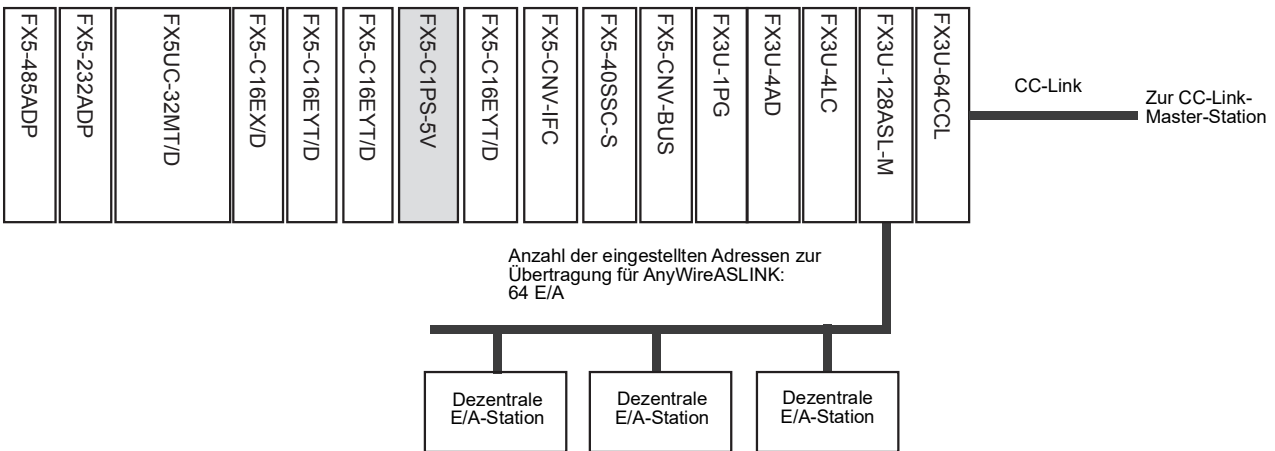 FX5-485ADP
FX5-232ADP
FX5UC-32MT/D
FX5-C16EX/D
FX5-C16EYT/D
FX5-C16EYT/D
FX5-C1PS-5V
FX5-C16EYT/D
FX5-CNV-IFC
FX5-40SSC-S
FX5-CNV-BUS
FX3U-1PG
FX3U-4AD
FX3U-4LC
FX3U-128ASL-M
FX3U-64CCL
CC-Link
Zur CC-Link-
Master-Station
Anzahl der eingestellten Adressen zur
Übertragung für AnyWireASLINK:
64 E/A
Dezentrale
E/A-Station
Dezentrale
E/A-Station
Dezentrale
E/A-Station